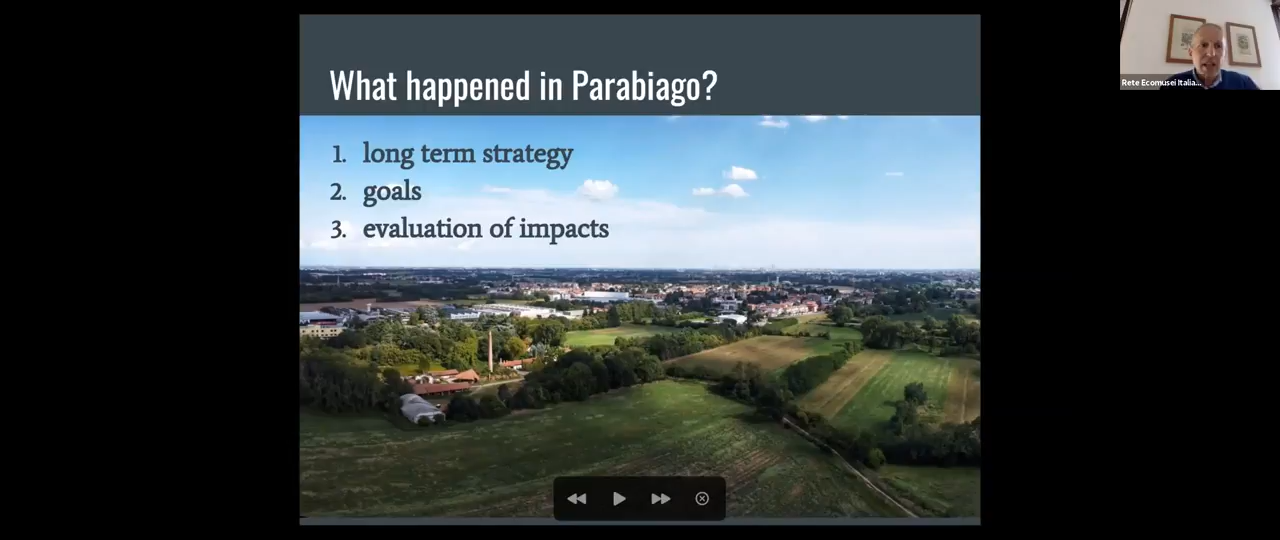 What happened in Parabiago?
1. long term strategy
2. goals
3. evaluation of impacts
Rete Ecomusei Italia...